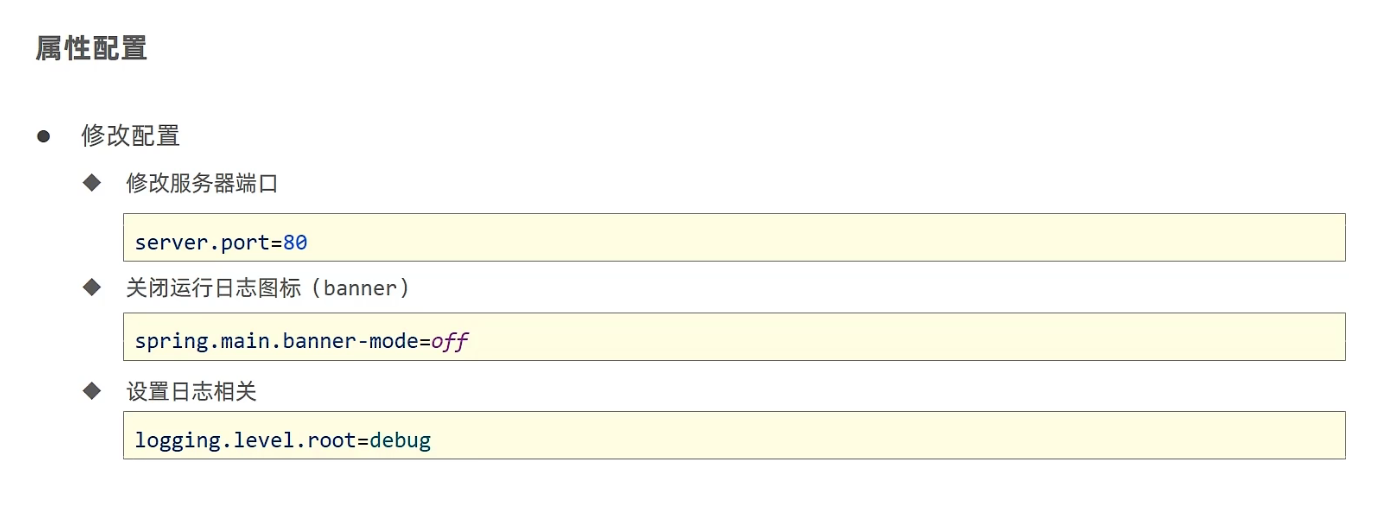 属性配置
修改配置
修改服务器端口
server.port=80
关闭运行日志图标（banner）
spring.main.banner-mode=off
设置日志相关
logging.level.root=debug